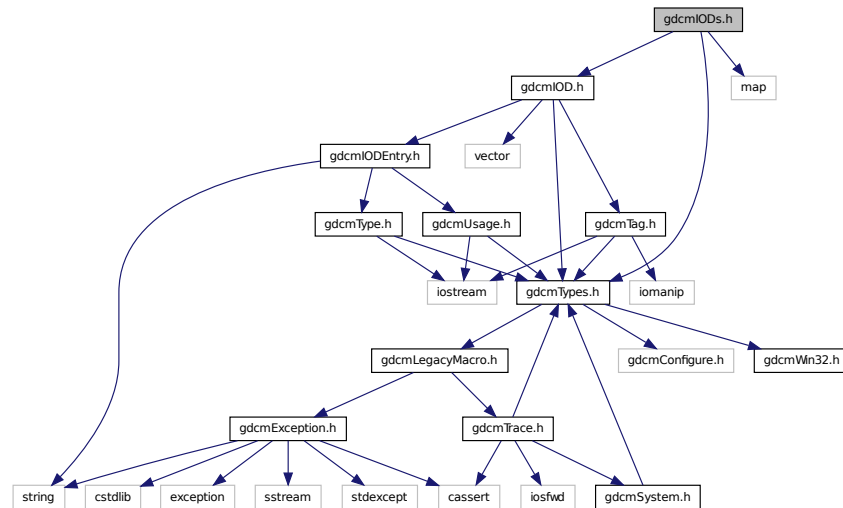 gdcmIODs.h
gdcmIOD.h
map
gdcmIODEntry.h
vector
gdcmType.h
gdcmUsage.h
gdcmTag.h
iostream
gdcmTypes.h
iomanip
gdcmLegacyMacro.h
gdcmConfigure.h
gdcmWin32.h
gdcmException.h
gdcmTrace.h
string
cstdlib
exception
sstream
stdexcept
cassert
iosfwd
gdcmSystem.h